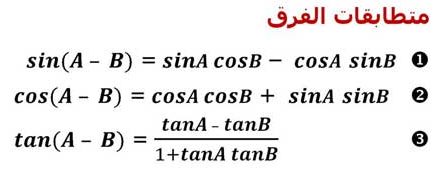 متطابقات الفرق
❶ sin(A – B) = sinA cosB – cosA sinB
❷ cos(A – B) = cosA cosB + sinA sinB
❸ tan(A – B) = \frac{tanA – tanB}{1+tanA tanB}